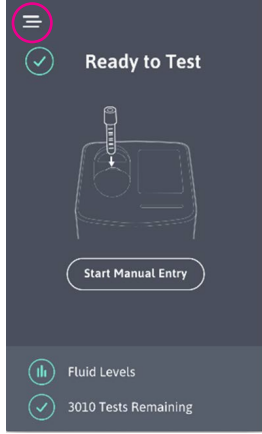 Ready to Test
Start Manual Entry
Fluid Levels
3010 Tests Remaining